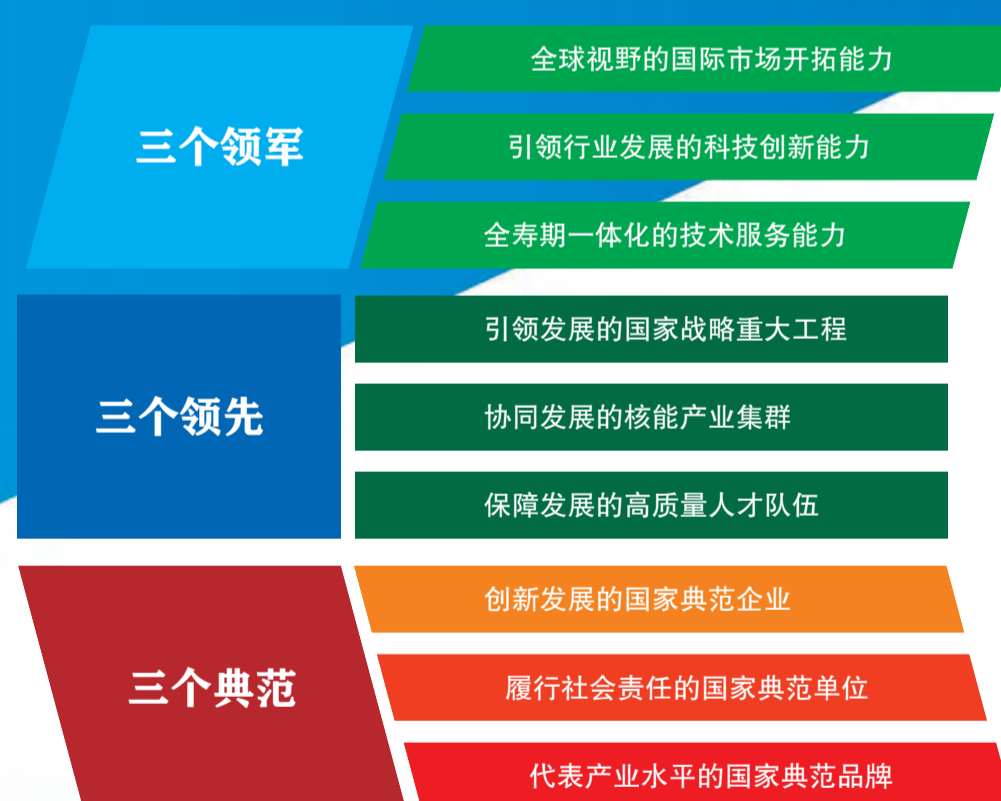 三个领军
全球视野的国际市场开拓能力
引领行业发展的科技创新能力
全寿期一体化的技术服务能力
三个领先
引领发展的国家战略重大工程
协同发展的核能产业集群
保障发展的高质量人才队伍
三个典范
创新发展的国家典范企业
履行社会责任的国家典范单位
代表产业水平的国家典范品牌